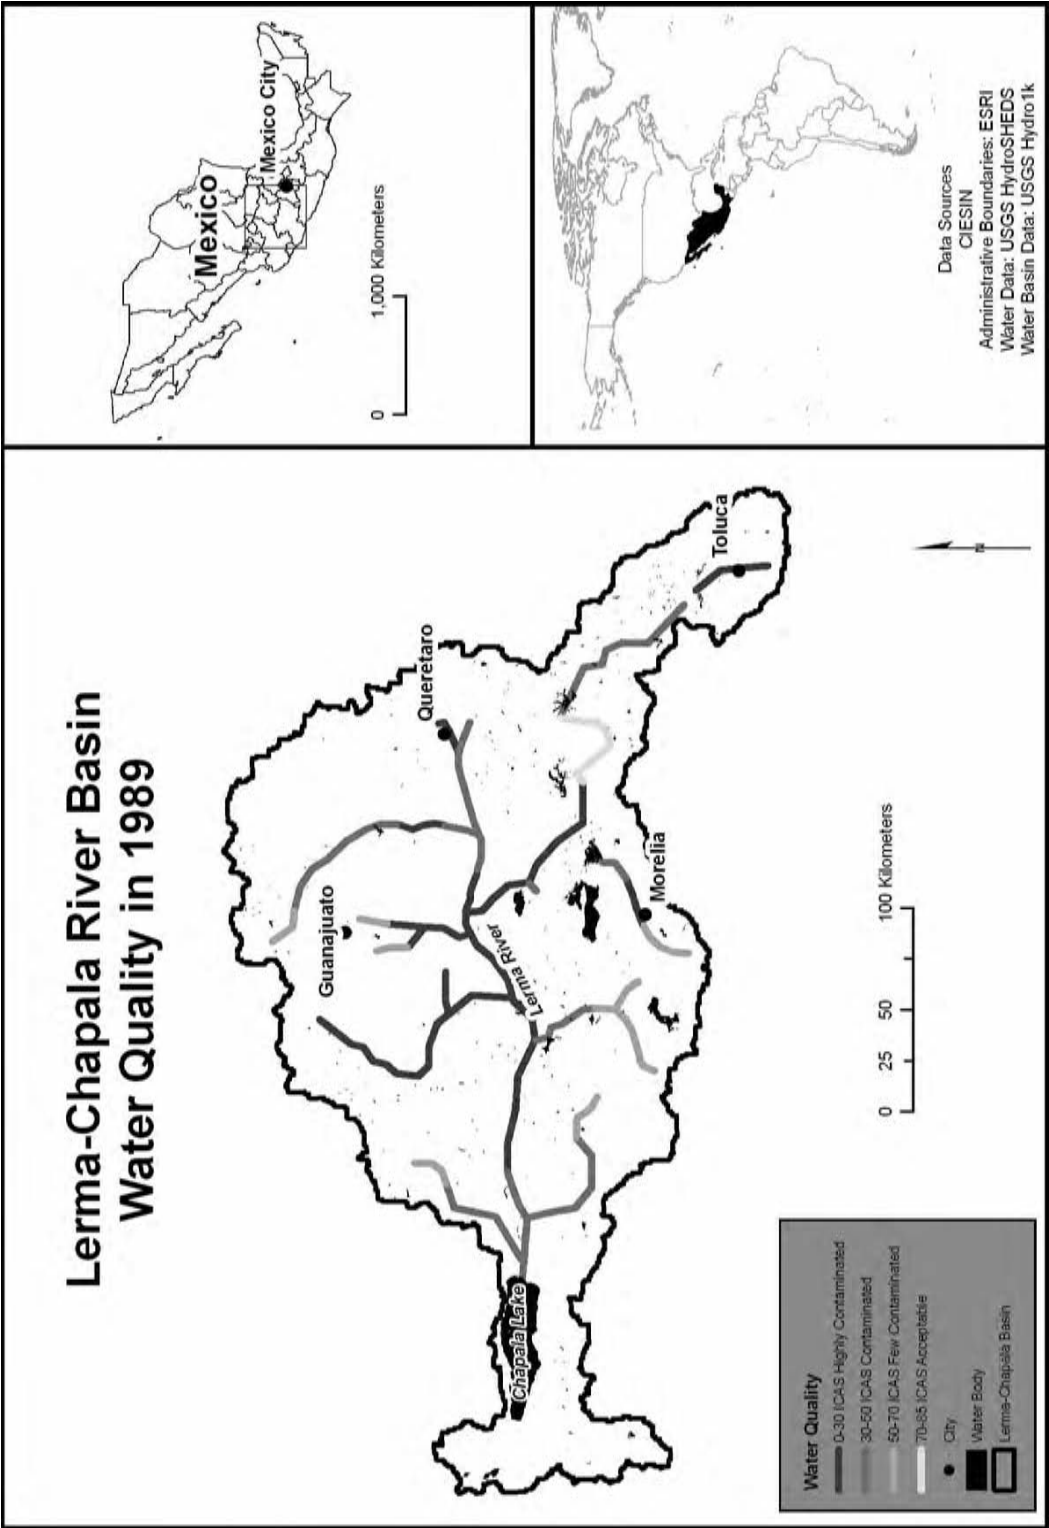 Lerma-Chapala River Basin
Water Quality in 1989
Guanajuato
Queretaro
Lerma River
Chapala Lake
Morelia
Toluca
N
0 25 50 100 Kilometers
Water Quality
0-30 ICAS Highly Contaminated
30-50 ICAS Contaminated
50-70 ICAS Few Contaminated
70-85 ICAS Acceptable
City
Water Body
Lerma-Chapala Basin
Mexico
Mexico City
0 1,000 Kilometers
Data Sources
CIESIN
Administrative Boundaries: ESRI
Water Data: USGS HydroSHEDS
Water Basin Data: USGS Hydro1k